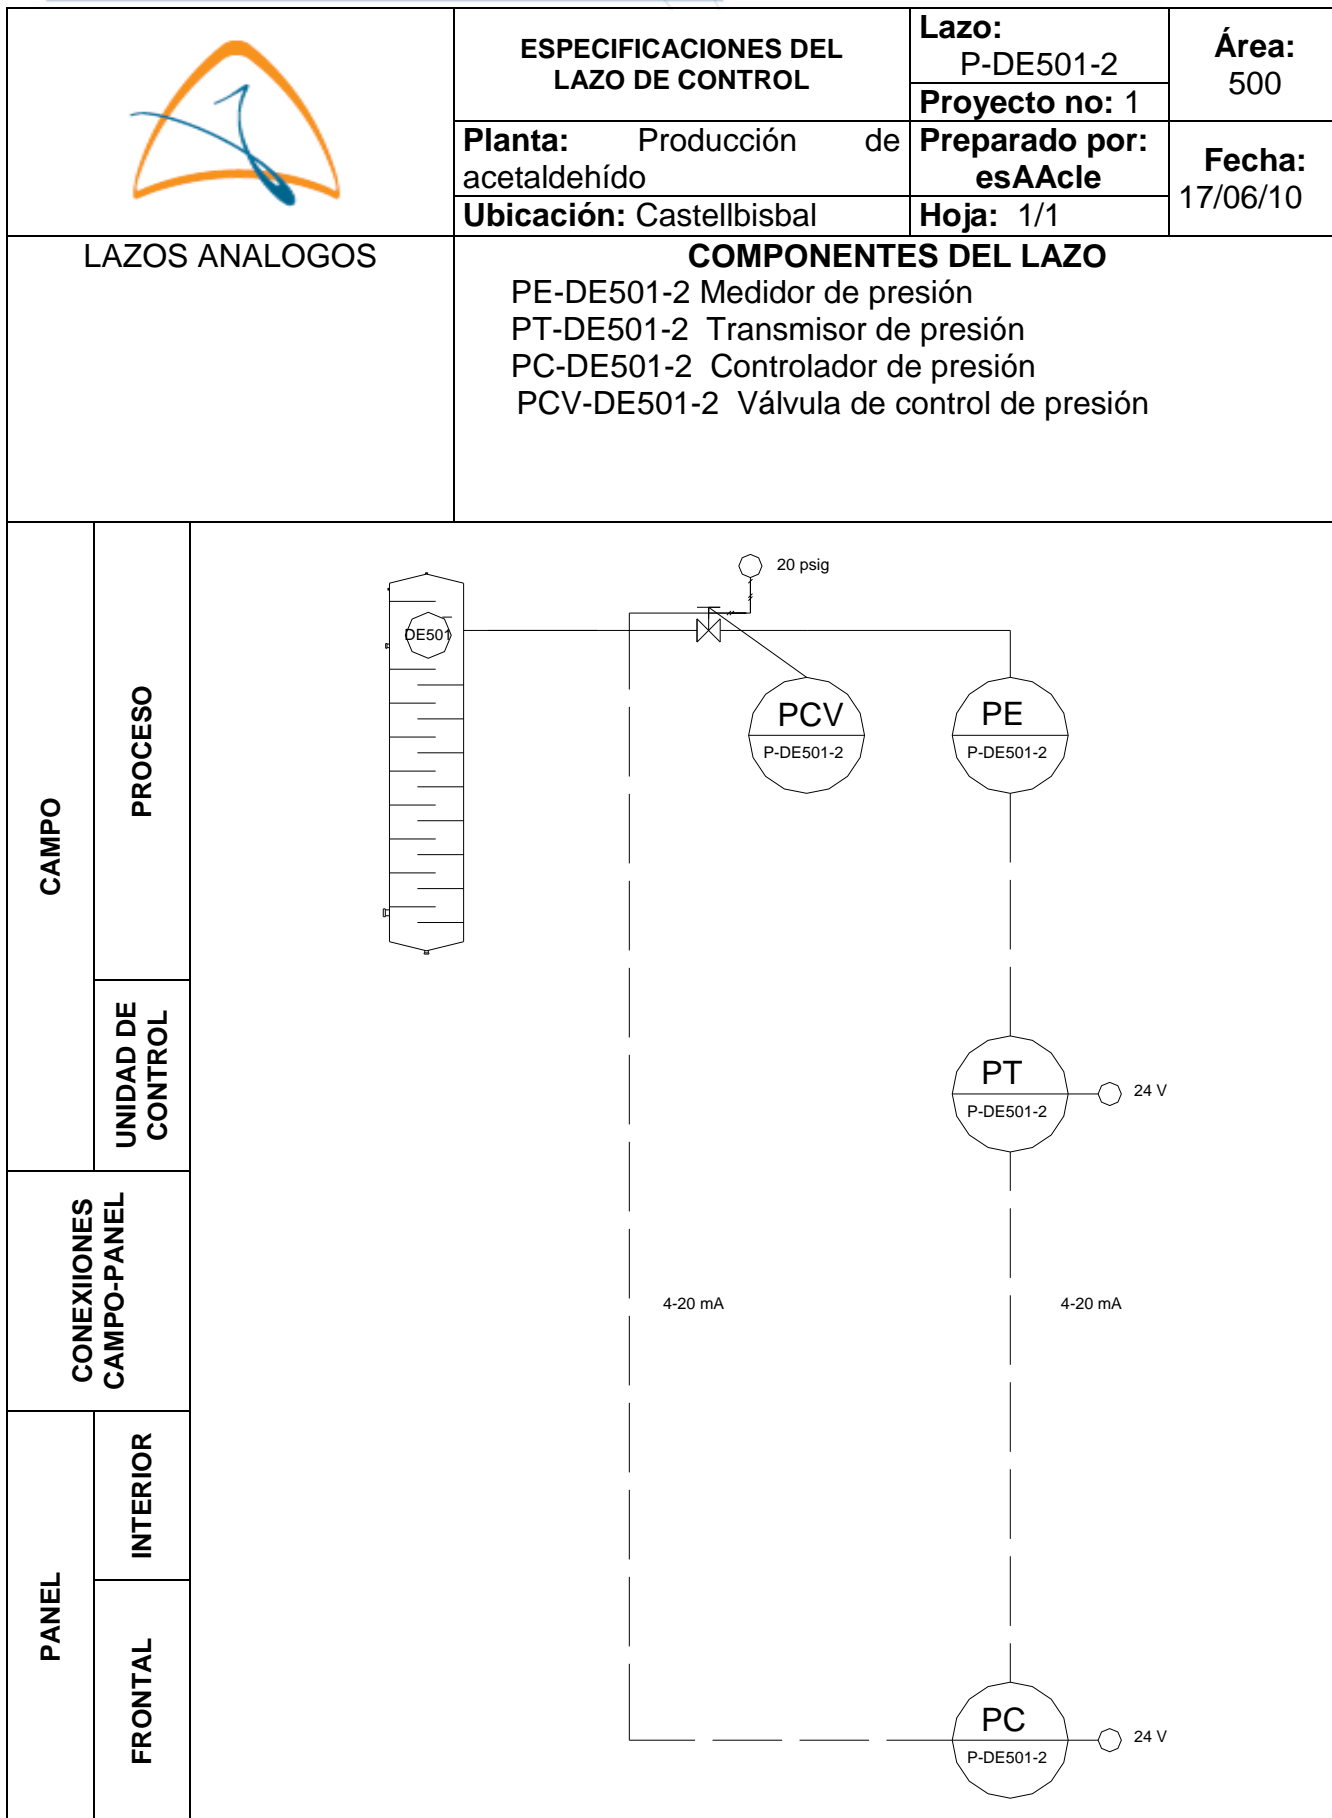 ESPECIFICACIONES DEL
LAZO DE CONTROL
Lazo:
P-DE501-2
Proyecto no: 1
Área:
500
Planta: Producción de
acetaldehído
Preparado por:
esAAcle
Fecha:
17/06/10
Ubicación: Castellbisbal
Hoja: 1/1
LAZOS ANALOGOS
COMPONENTES DEL LAZO
PE-DE501-2 Medidor de presión
PT-DE501-2 Transmisor de presión
PC-DE501-2 Controlador de presión
PCV-DE501-2 Válvula de control de presión
CAMPO
PROCESO
UNIDAD DE
CONTROL
CONEXIIONES
CAMPO-PANEL
PANEL
INTERIOR
FRONTAL
20 psig
DE501
PCV
P-DE501-2
PE
P-DE501-2
PT
P-DE501-2
24 V
4-20 mA
4-20 mA
PC
P-DE501-2
24 V